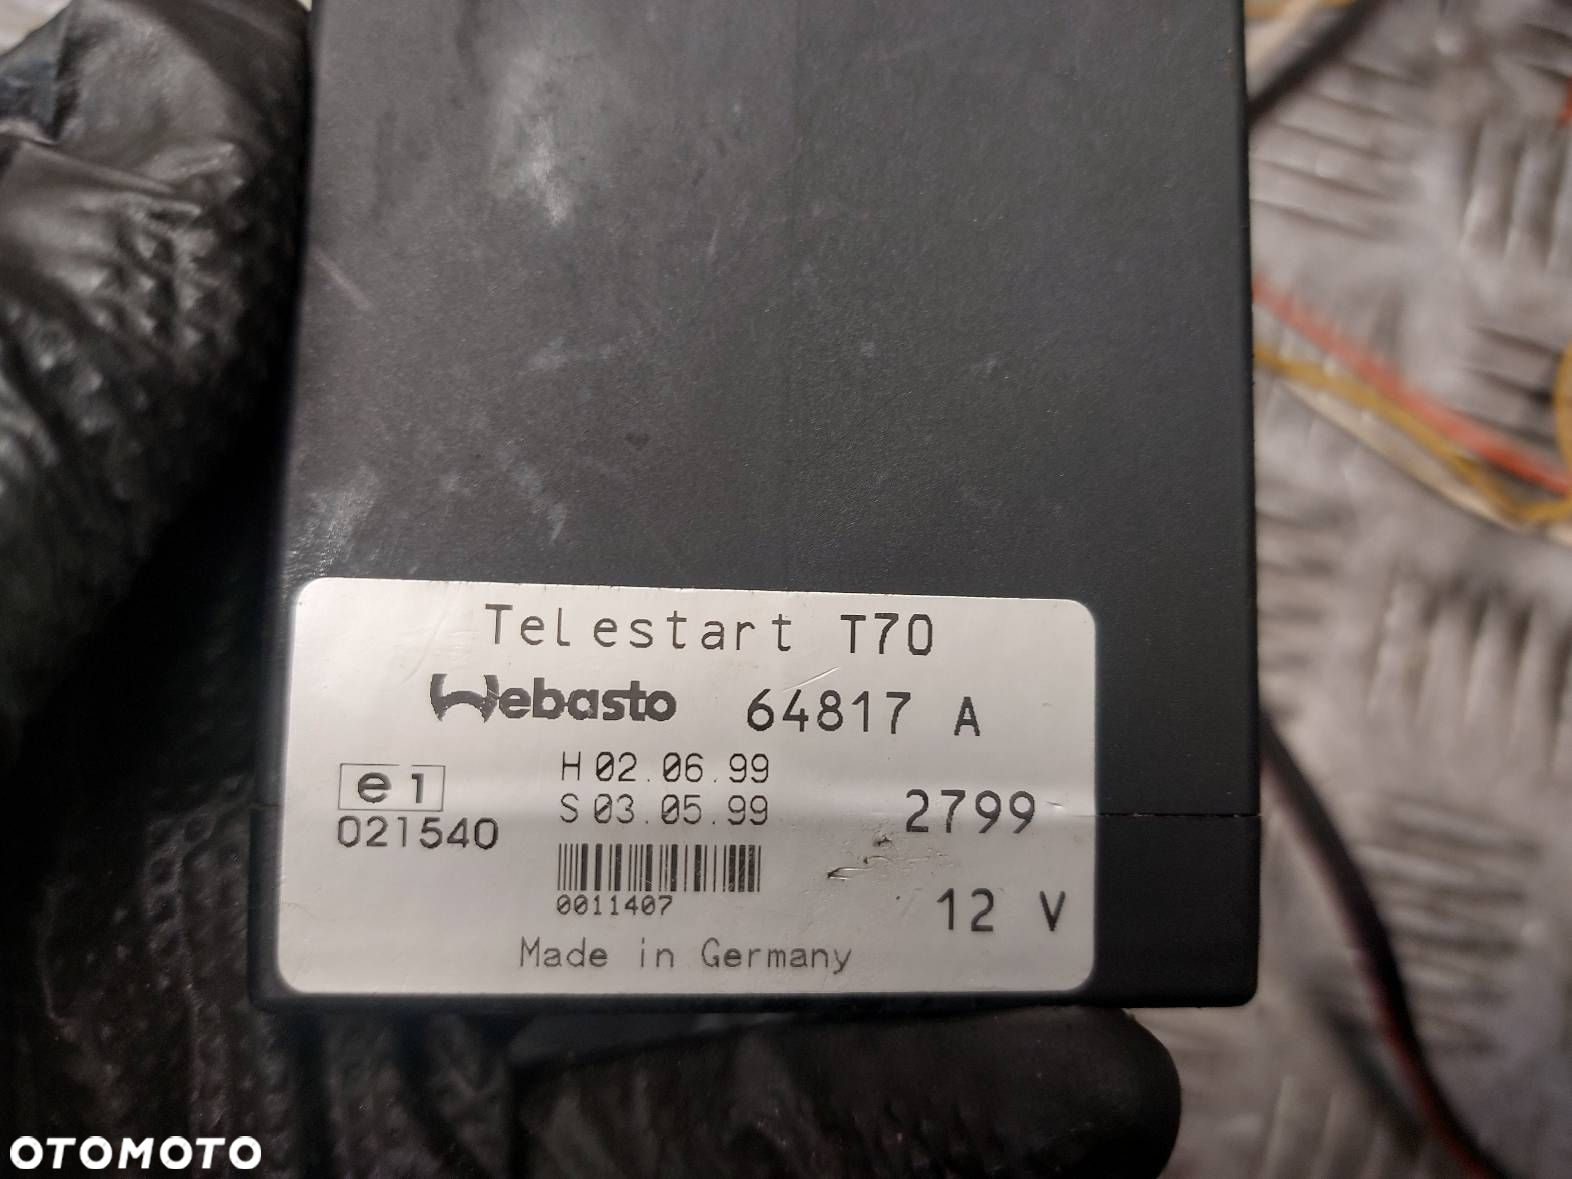 Telestart T70
Webasto 64817 A
e1
021540
H 02.06.99
S 03.05.99
2799
0011407
12 V
Made in Germany
OTOMOTO